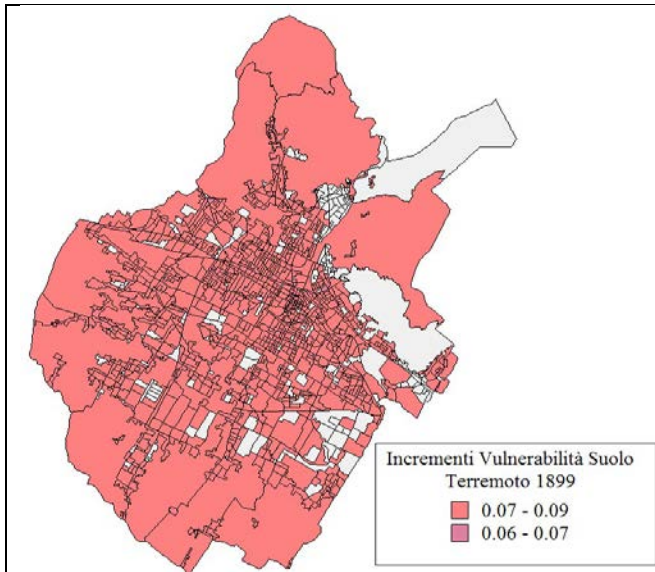 Incrementi Vulnerabilità Suolo
Terremoto 1899
0.07 - 0.09
0.06 - 0.07